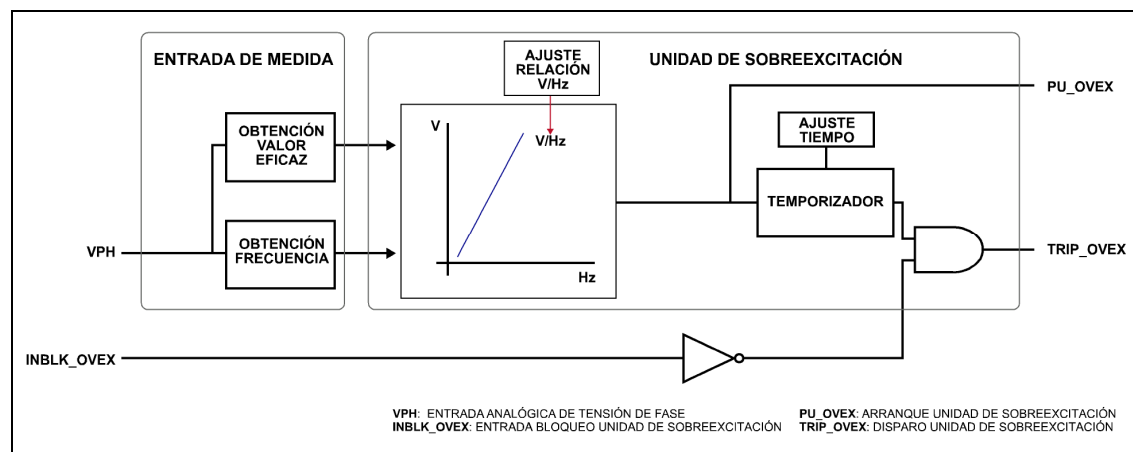 ENTRADA DE MEDIDA
OBTENCIÓN
VALOR
EFICAZ
OBTENCIÓN
FRECUENCIA
VPH
AJUSTE
RELACIÓN
V/Hz
UNIDAD DE SOBREEXCITACIÓN
V
V/Hz
Hz
AJUSTE
TIEMPO
TEMPORIZADOR
PU_OVEX
TRIP_OVEX
INBLK_OVEX
VPH: ENTRADA ANALÓGICA DE TENSIÓN DE FASE
INBLK_OVEX: ENTRADA BLOQUEO UNIDAD DE SOBREEXCITACIÓN
PU_OVEX: ARRANQUE UNIDAD DE SOBREEXCITACIÓN
TRIP_OVEX: DISPARO UNIDAD DE SOBREEXCITACIÓN